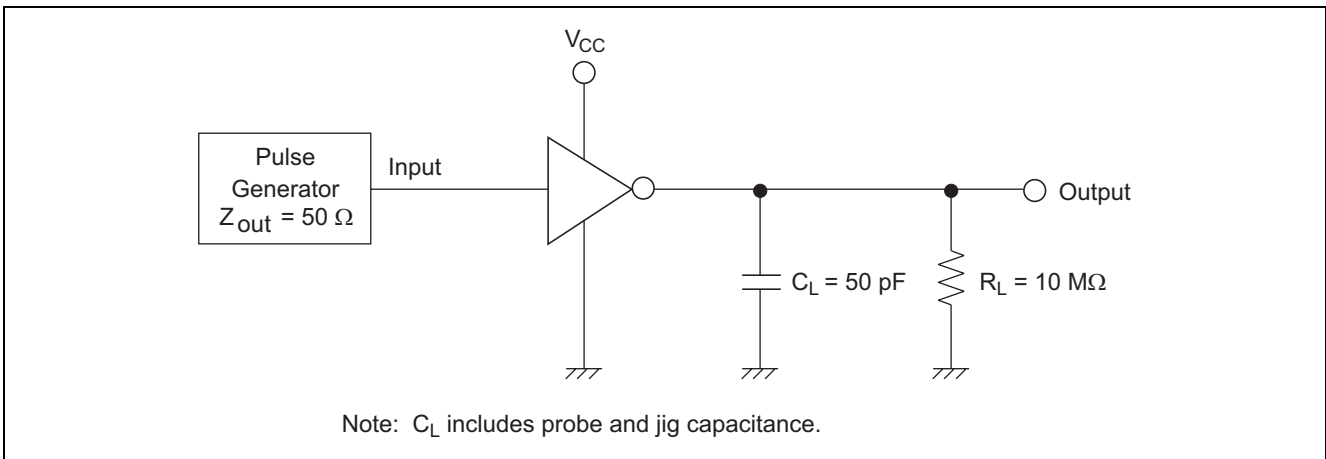 VCC
Pulse
Generator
Zout = 50 Ω
Input
Output
CL = 50 pF
RL = 10 MΩ
Note: CL includes probe and jig capacitance.